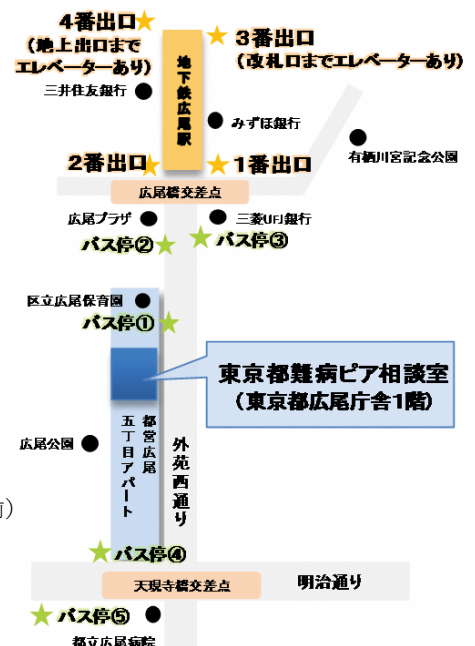 4番出口
(地上出口まで
エレベーターあり)
3番出口
(改札口までエレベーターあり)
地下鉄広尾駅
三井住友銀行
みずほ銀行
有栖川宮記念公園
2番出口
1番出口
広尾橋交差点
広尾プラザ
三菱UFJ銀行
バス停②
バス停③
区立広尾保育園
バス停①
東京都難病ピア相談室
(東京都広尾庁舎1階)
広尾公園
都営広尾
五丁目アパート
外苑西通り
バス停④
天現寺橋交差点
明治通り
バス停⑤
都立広尾病院